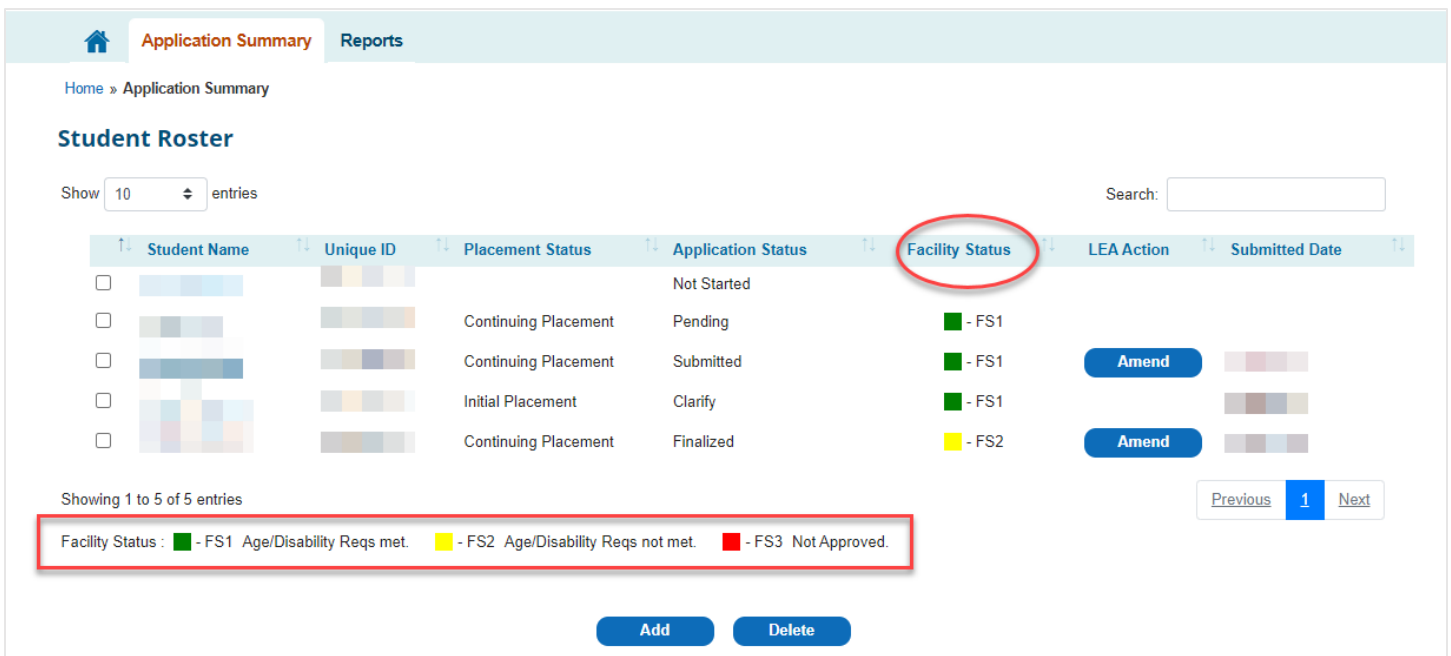 Application Summary Reports
Home » Application Summary
Student Roster
Show 10 entries Search:
Student Name Unique ID Placement Status Application Status Facility Status LEA Action Submitted Date
Not Started
Continuing Placement Pending - FS1
Continuing Placement Submitted - FS1 Amend
Initial Placement Clarify - FS1
Continuing Placement Finalized - FS2 Amend
Showing 1 to 5 of 5 entries Previous 1 Next
Facility Status : - FS1 Age/Disability Reqs met. - FS2 Age/Disability Reqs not met. - FS3 Not Approved.
Add Delete